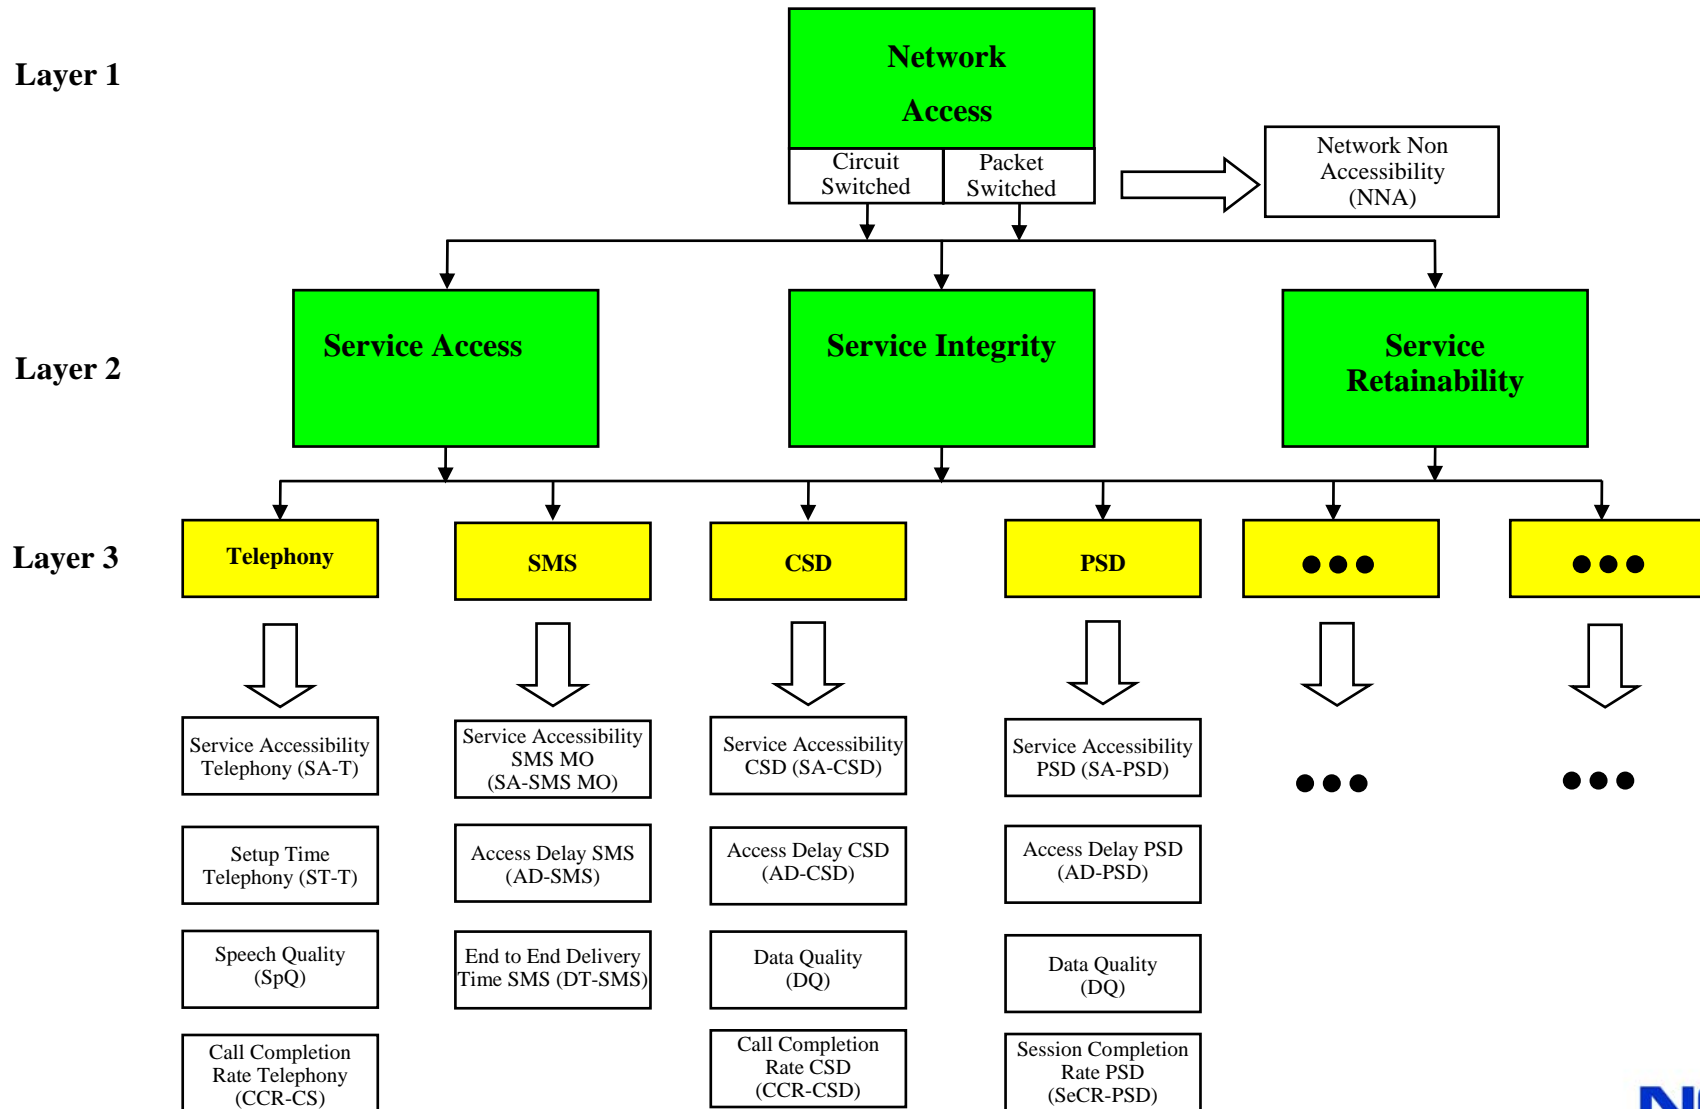 Layer 1
Network
Access
Circuit
Switched
Packet
Switched
Network Non
Accessibility
(NNA)
Layer 2
Service Access
Service Integrity
Service
Retainability
Layer 3
Telephony
SMS
CSD
PSD
Service Accessibility
Telephony (SA-T)
Service Accessibility
SMS MO
(SA-SMS MO)
Service Accessibility
CSD (SA-CSD)
Service Accessibility
PSD (SA-PSD)
Setup Time
Telephony (ST-T)
Access Delay SMS
(AD-SMS)
Access Delay CSD
(AD-CSD)
Access Delay PSD
(AD-PSD)
Speech Quality
(SpQ)
End to End Delivery
Time SMS (DT-SMS)
Data Quality
(DQ)
Data Quality
(DQ)
Call Completion
Rate Telephony
(CCR-CS)
Call Completion
Rate CSD
(CCR-CSD)
Session Completion
Rate PSD
(SeCR-PSD)